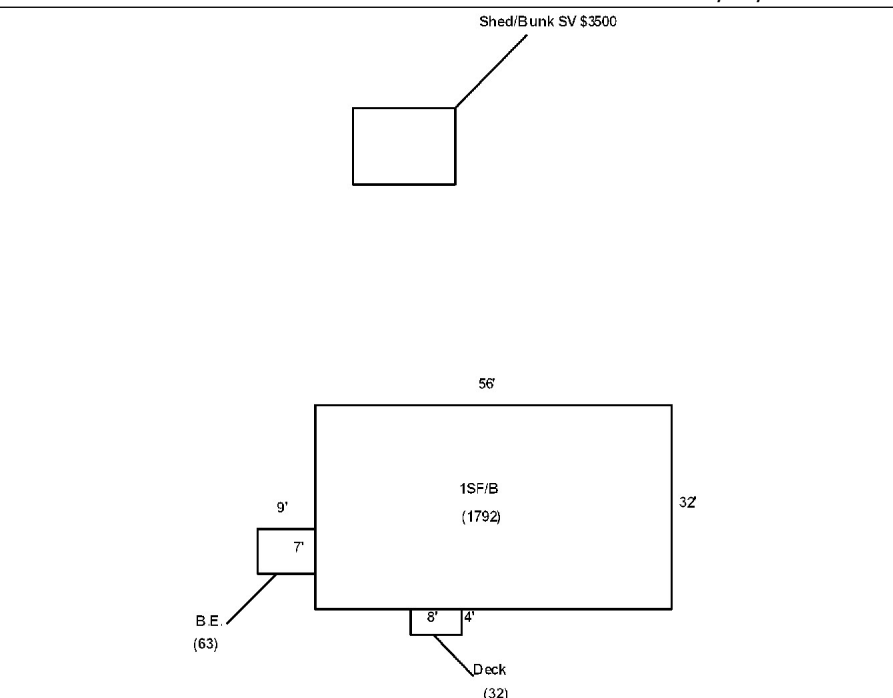 Shed/Bunk SV $3500
56'
1SF/B
(1792)
32'
9'
7'
B.E.
(63)
8'
4'
Deck
(32)